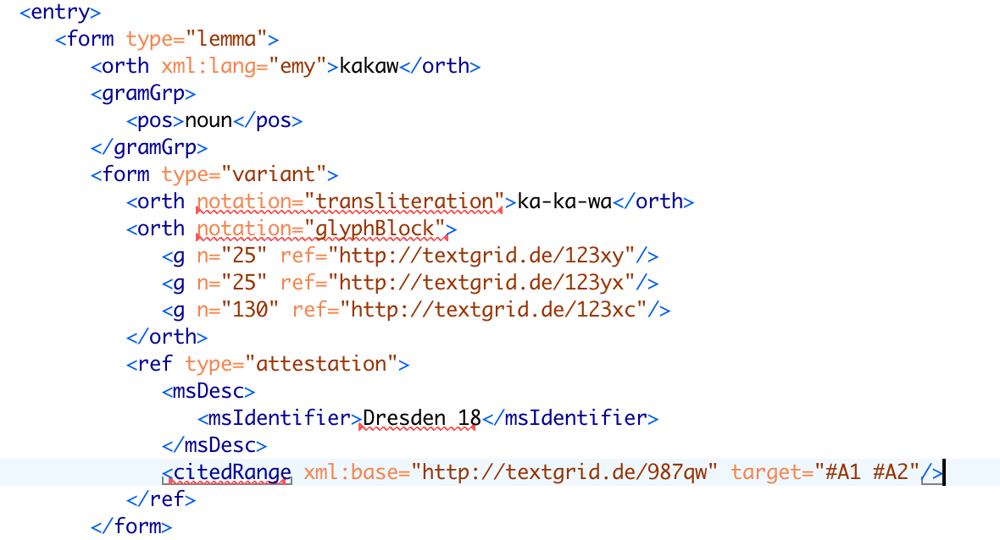 <entry>
<form type="lemma">
<orth xml:lang="emy">kakaw</orth>
<gramGrp>
<pos>noun</pos>
</gramGrp>
<form type="variant">
<orth notation="transliteration">ka-ka-wa</orth>
<orth notation="glyphBlock">
<g n="25" ref="http://textgrid.de/123xy"/>
<g n="25" ref="http://textgrid.de/123yx"/>
<g n="130" ref="http://textgrid.de/123xc"/>
</orth>
<ref type="attestation">
<msDesc>
<msIdentifier>Dresden 18</msIdentifier>
</msDesc>
<citedRange xml:base="http://textgrid.de/987qw" target="#A1 #A2"/>
</ref>
</form>